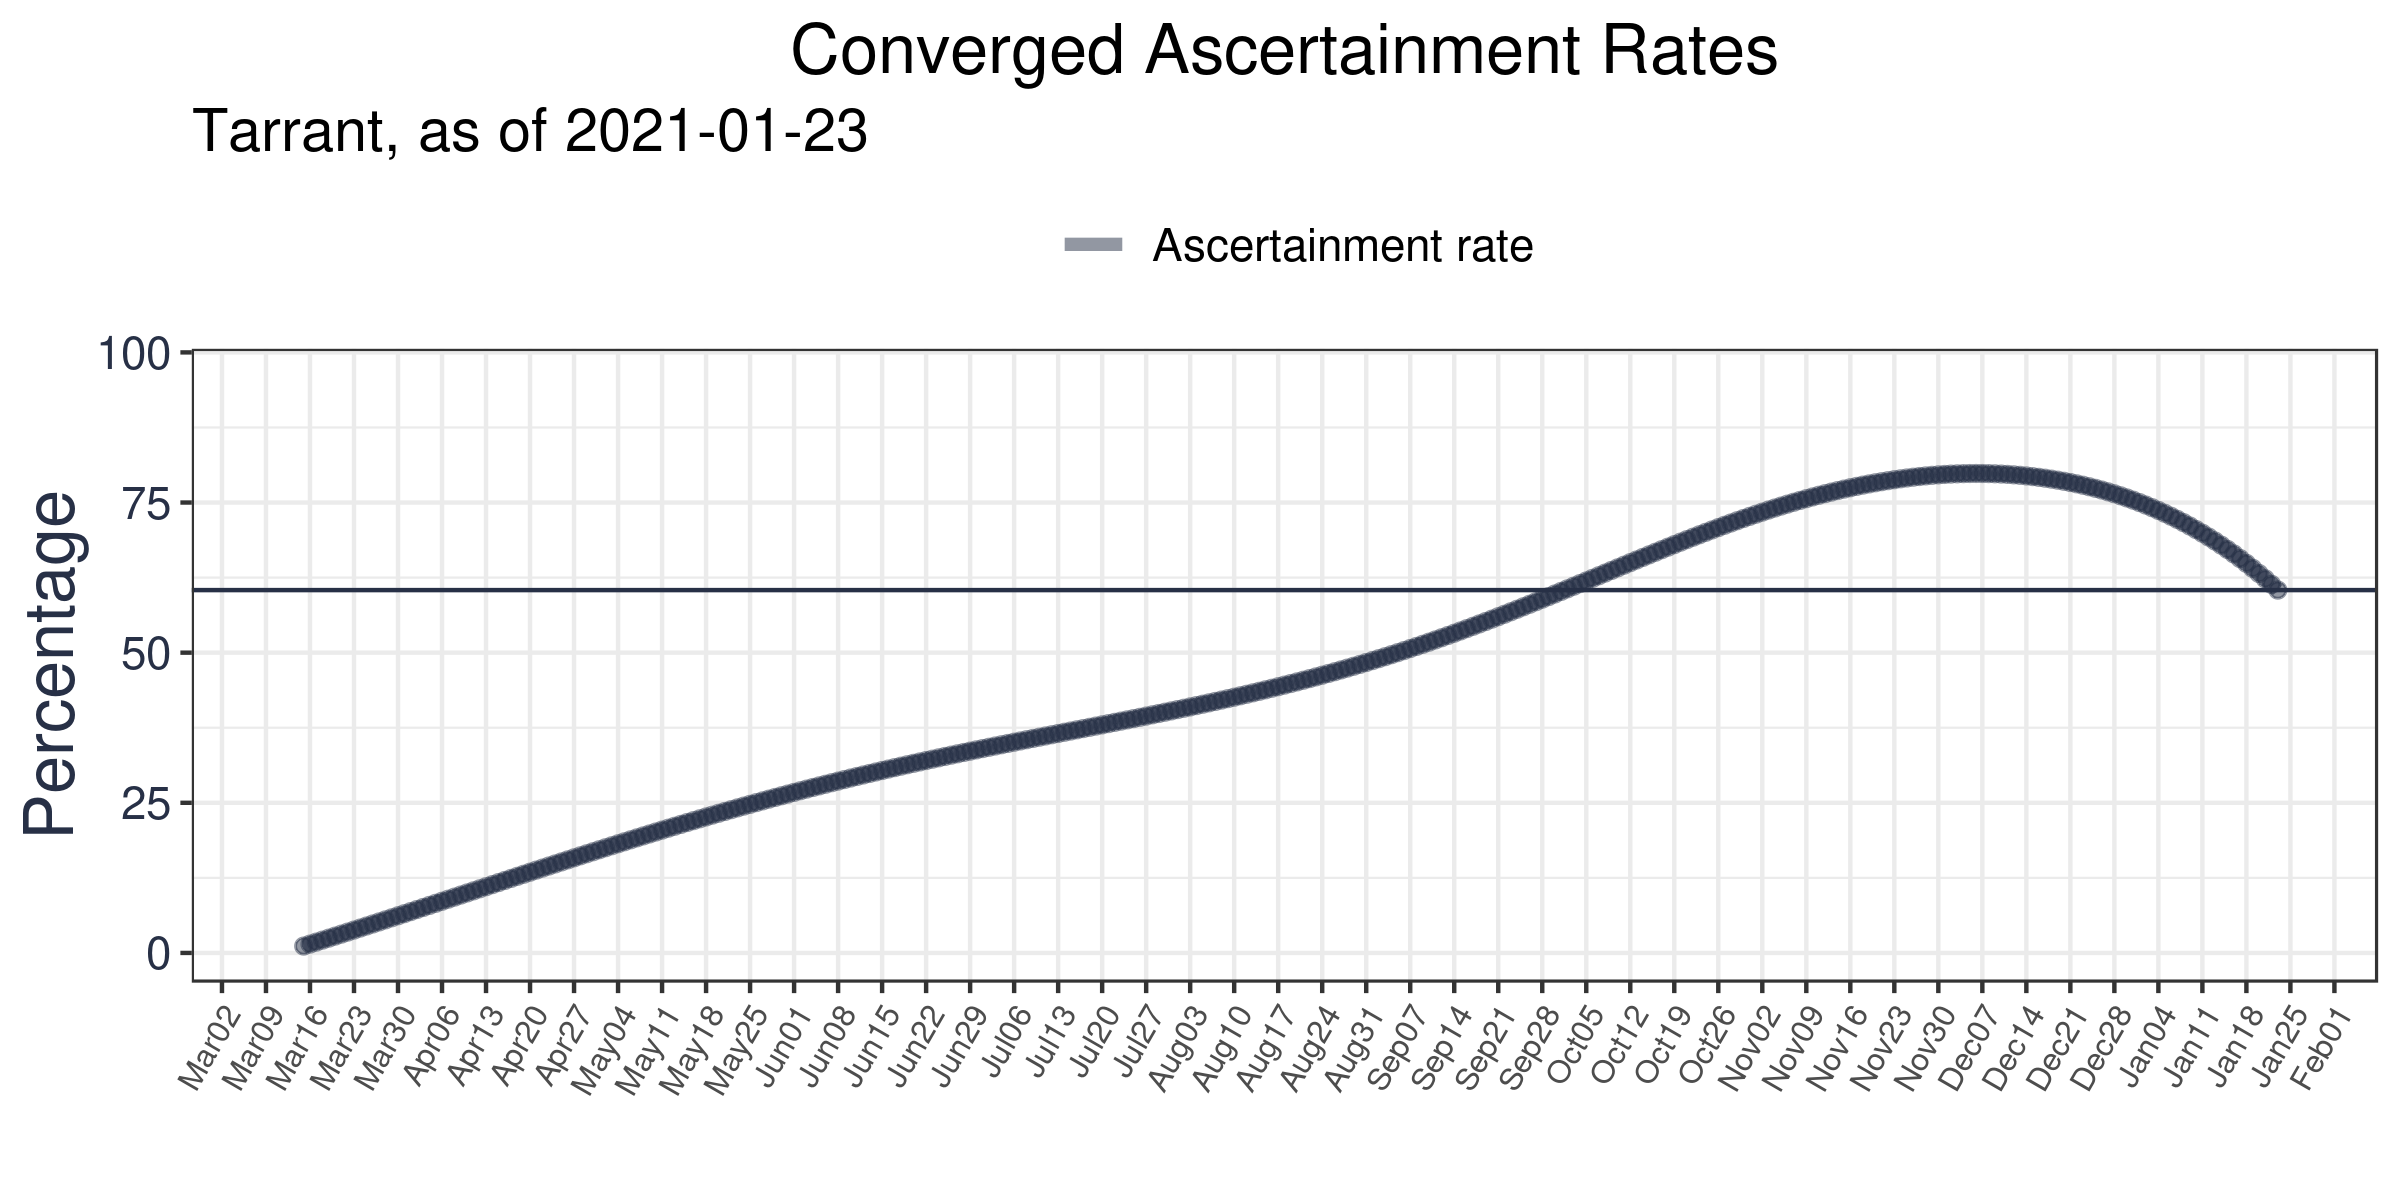 Converged Ascertainment Rates
Tarrant, as of 2021-01-23
Ascertainment rate
Percentage
100
75
50
25
0
Mar02
Mar09
Mar16
Mar23
Mar30
Apr06
Apr13
Apr20
Apr27
May04
May11
May18
May25
Jun01
Jun08
Jun15
Jun22
Jun29
Jul06
Jul13
Jul20
Jul27
Aug03
Aug10
Aug17
Aug24
Aug31
Sep07
Sep14
Sep21
Sep28
Oct05
Oct12
Oct19
Oct26
Nov02
Nov09
Nov16
Nov23
Nov30
Dec07
Dec14
Dec21
Dec28
Jan04
Jan11
Jan18
Jan25
Feb01